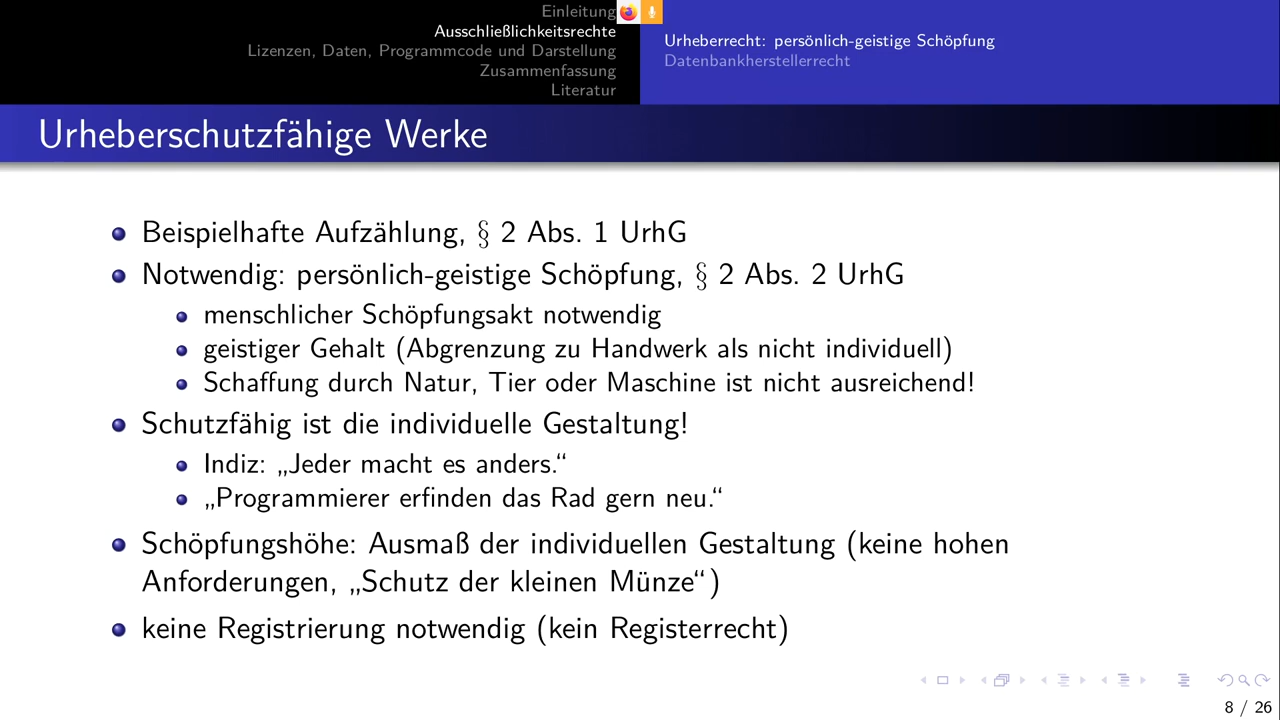 Einleitung
Ausschließlichkeitsrechte
Lizenzen, Daten, Programmcode und Darstellung
Zusammenfassung
Literatur
Urheberrecht: persönlich-geistige Schöpfung
Datenbankherstellerrecht
Urheberschutzfähige Werke
Beispielhafte Aufzählung, § 2 Abs. 1 UrhG
Notwendig: persönlich-geistige Schöpfung, § 2 Abs. 2 UrhG
menschlicher Schöpfungsakt notwendig
geistiger Gehalt (Abgrenzung zu Handwerk als nicht individuell)
Schaffung durch Natur, Tier oder Maschine ist nicht ausreichend!
Schutzfähig ist die individuelle Gestaltung!
Indiz: „Jeder macht es anders.“
„Programmierer erfinden das Rad gern neu.“
Schöpfungshöhe: Ausmaß der individuellen Gestaltung (keine hohen
Anforderungen, „Schutz der kleinen Münze“)
keine Registrierung notwendig (kein Registerrecht)
8 / 26